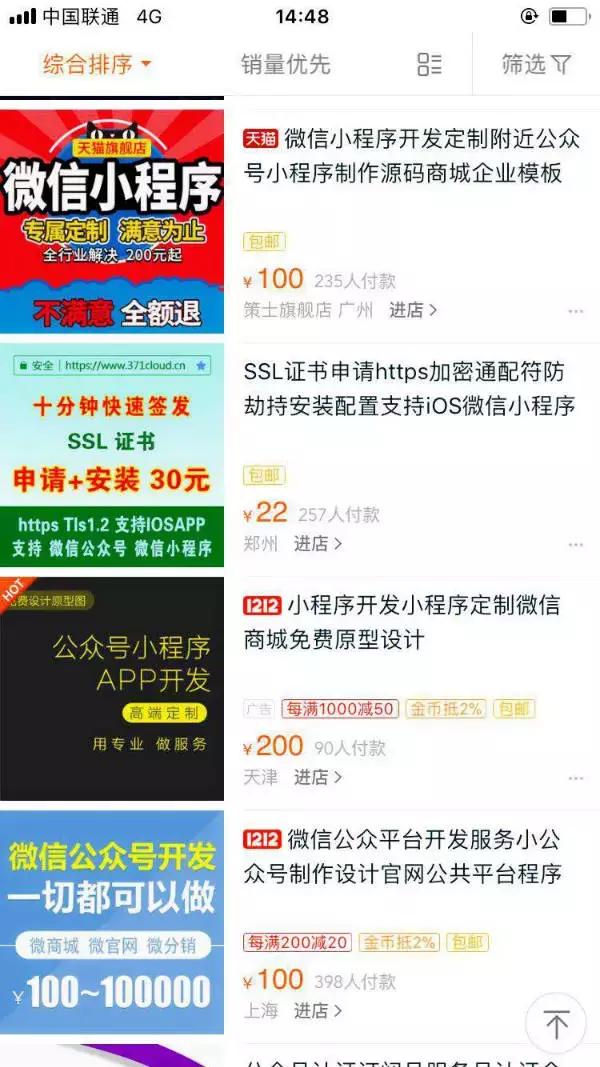 中国联通 4G 14:48
综合排序 销量优先 筛选
天猫旗舰店
微信小程序
专属定制 满意为止
全行业解决 200元起
不满意 全额退
天猫 微信小程序开发定制附近公众
号小程序制作源码商城企业模板
包邮
¥100 235人付款
策士旗舰店 广州 进店 >
安全 | https://www.371cloud.cn
十分钟快速签发
SSL 证书
申请+安装 30元
https Tls1.2 支持IOSAPP
支持 微信公众号 微信小程序
SSL证书申请https加密通配符防
劫持安装配置支持iOS微信小程序
包邮
¥22 257人付款
郑州 进店 >
HOT
费设计原型图
公众号小程序
APP开发
高端定制
用专业 做服务
1212 小程序开发小程序定制微信
商城免费原型设计
广告 每满1000减50 金币抵2% 包邮
¥200 90人付款
天津 进店 >
微信公众号开发
一切都可以做
微商城 微官网 微分销
¥100~100000
1212 微信公众平台开发服务小公
众号制作设计官网公共平台程序
每满200减20 金币抵2% 包邮
¥100 398人付款
上海 进店 >